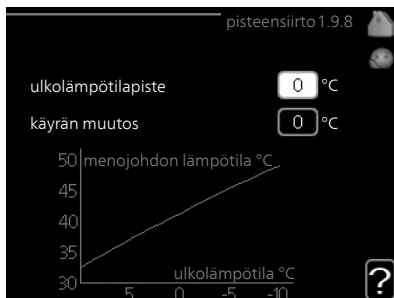 pisteensiirto 1.9.8
ulkolämpötilapiste 0 °C
käyrän muutos 0 °C
50 menojohdon lämpötila °C
45
40
35
30
ulkolämpötila °C
5 0 -5 -10
?